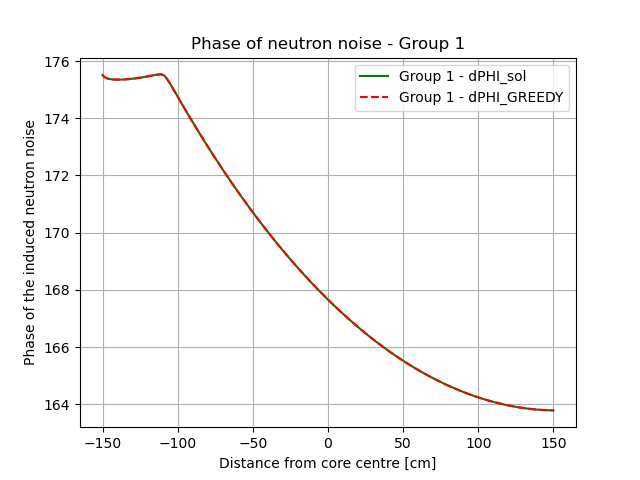 Phase of neutron noise - Group 1
Group 1 - dPHI_sol
Group 1 - dPHI_GREEDY
Phase of the induced neutron noise
176
174
172
170
168
166
164
−150
−100
−50
0
50
100
150
Distance from core centre [cm]